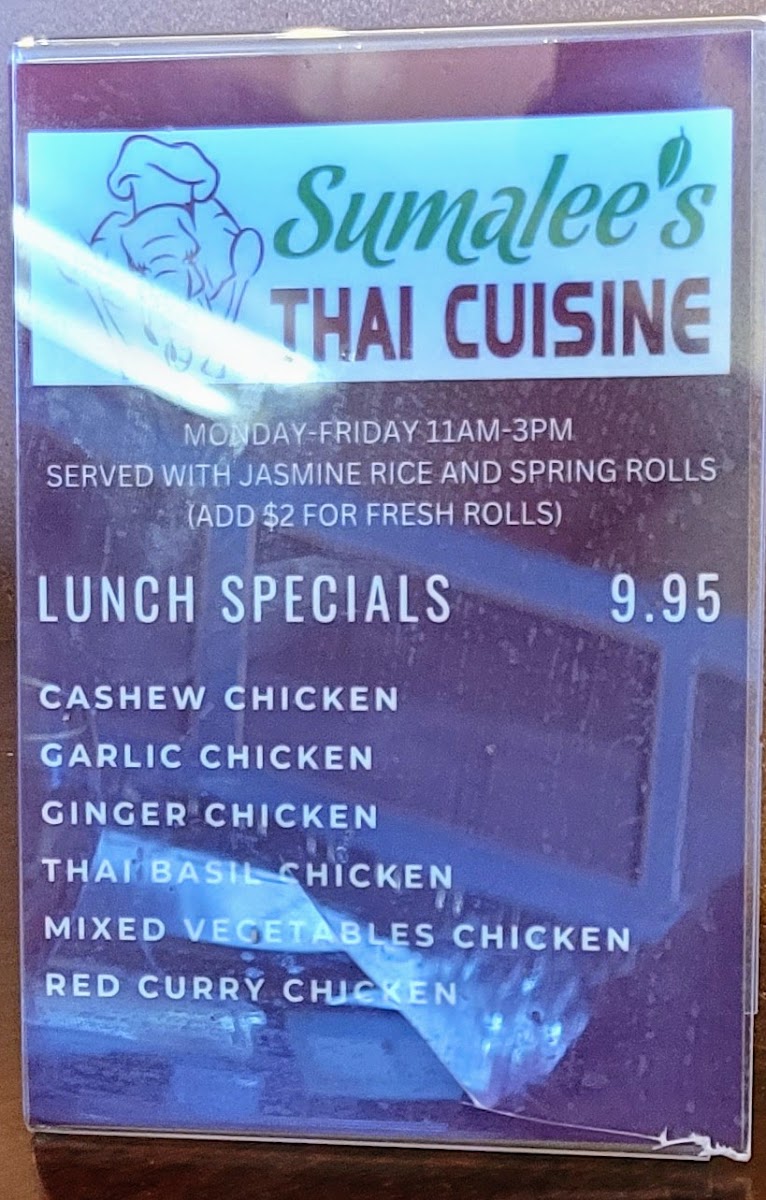 Sumalee's
THAI CUISINE
MONDAY-FRIDAY 11AM-3PM
SERVED WITH JASMINE RICE AND SPRING ROLLS
(ADD $2 FOR FRESH ROLLS)
LUNCH SPECIALS 9.95
CASHEW CHICKEN
GARLIC CHICKEN
GINGER CHICKEN
THAI BASIL CHICKEN
MIXED VEGETABLES CHICKEN
RED CURRY CHICKEN